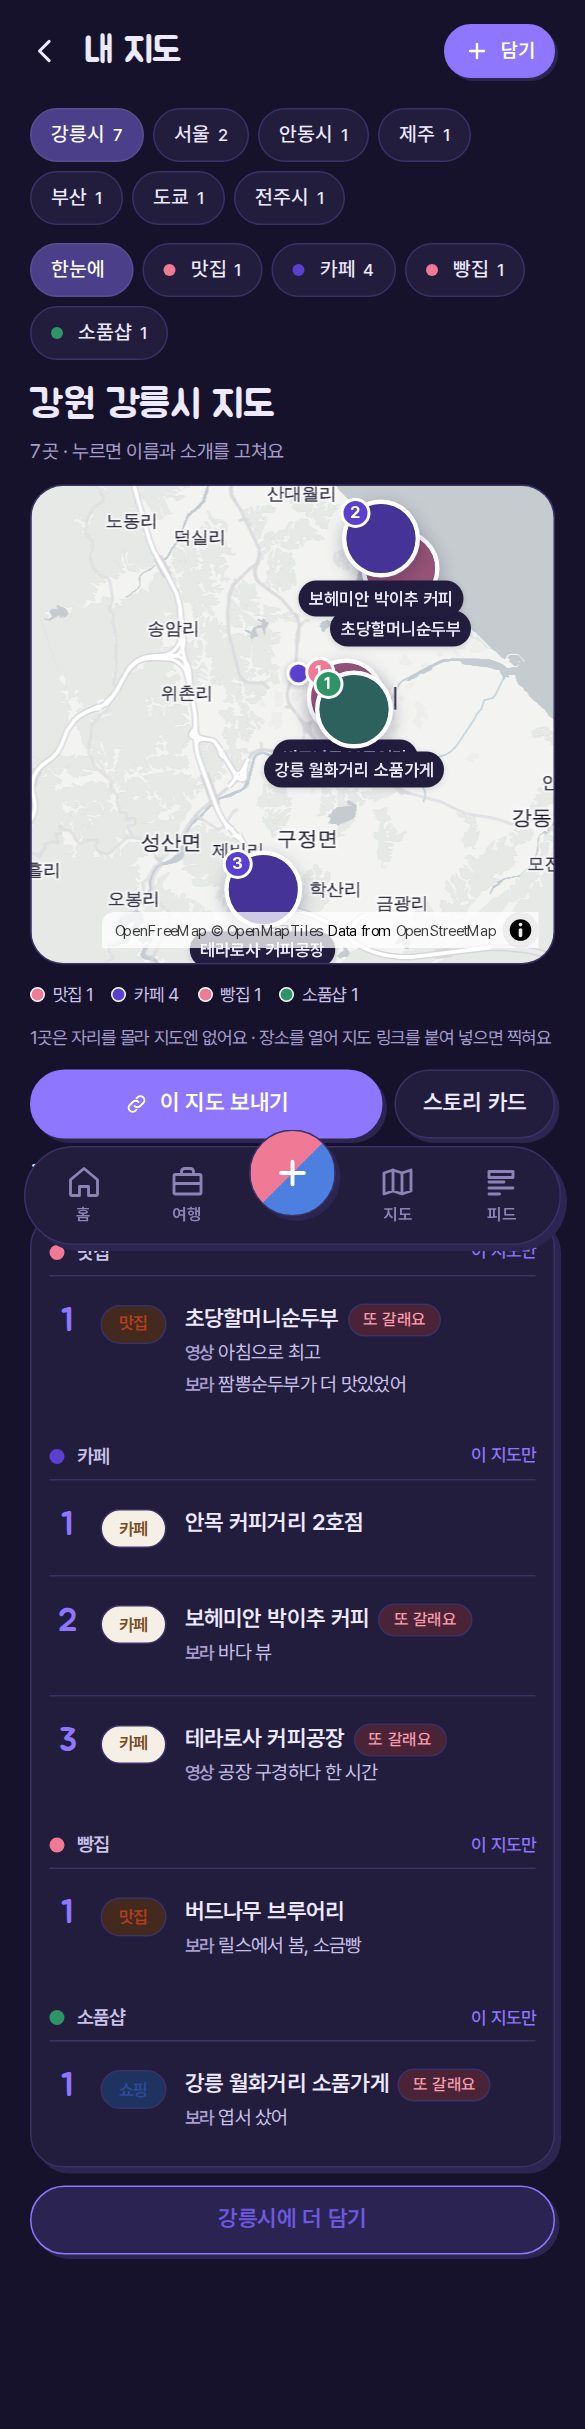 내 지도
담기
강릉시 7
서울 2
안동시 1
제주 1
부산 1
도쿄 1
전주시 1
한눈에
맛집 1
카페 4
빵집 1
소품샵 1
강원 강릉시 지도
7곳 · 누르면 이름과 소개를 고쳐요
산대월리
노동리
덕실리
2
보헤미안 박이추 커피
초당할머니순두부
송암리
위촌리
1
1
강릉 월화거리 소품가게
강동
성산면
구정면
3
학산리
오봉리
금광리
OpenFreeMap © OpenMapTiles Data from OpenStreetMap
테라로사 커피공장
맛집 1
카페 4
빵집 1
소품샵 1
1곳은 자리를 몰라 지도엔 없어요 · 장소를 열어 지도 링크를 붙여 넣으면 찍혀요
이 지도 보내기
스토리 카드
홈
여행
지도
피드
맛집
이 지도만
1
맛집
초당할머니순두부
또 갈래요
영상 아침으로 최고
보라 짬뽕순두부가 더 맛있었어
카페
이 지도만
1
카페
안목 커피거리 2호점
2
카페
보헤미안 박이추 커피
또 갈래요
보라 바다 뷰
3
카페
테라로사 커피공장
또 갈래요
영상 공장 구경하다 한 시간
빵집
이 지도만
1
맛집
버드나무 브루어리
보라 릴스에서 봄, 소금빵
소품샵
이 지도만
1
쇼핑
강릉 월화거리 소품가게
또 갈래요
보라 엽서 샀어
강릉시에 더 담기